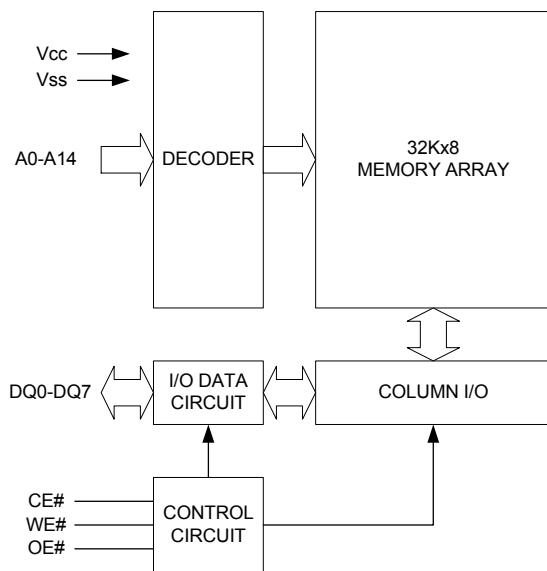 Vcc
Vss
A0-A14
DECODER
32Kx8
MEMORY ARRAY
DQ0-DQ7
I/O DATA
CIRCUIT
COLUMN I/O
CE#
WE#
OE#
CONTROL
CIRCUIT